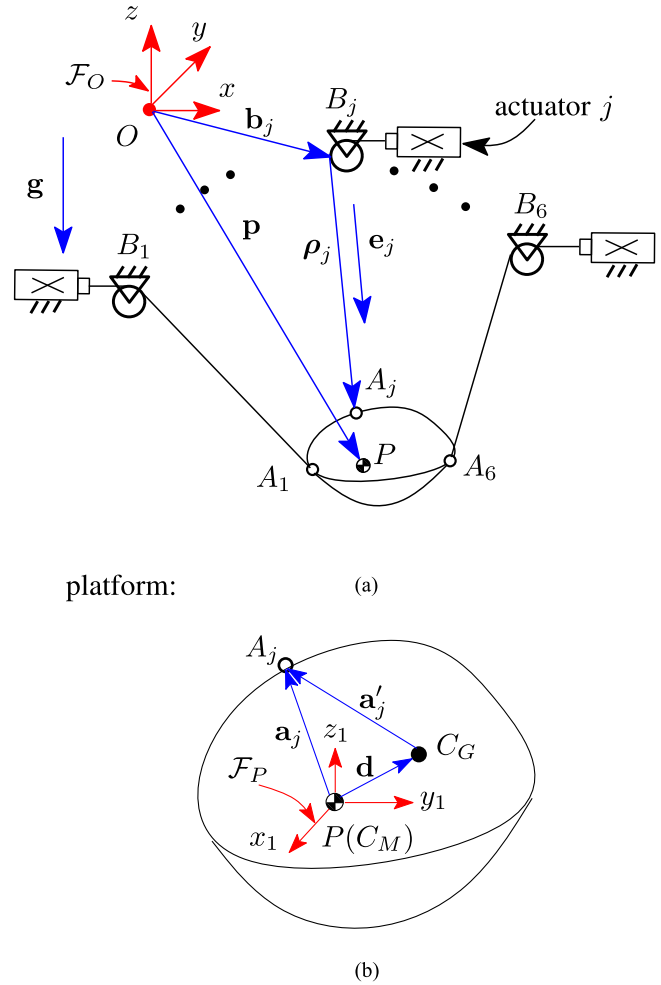 z
y
𝓕_O
x
B_j
actuator j
b_j
O
g
p
B_6
ρ_j
e_j
B_1
A_j
P
A_1
A_6
(a)
platform:
A_j
a′_j
a_j
z_1
C_G
𝓕_P
d
y_1
x_1
P(C_M)
(b)